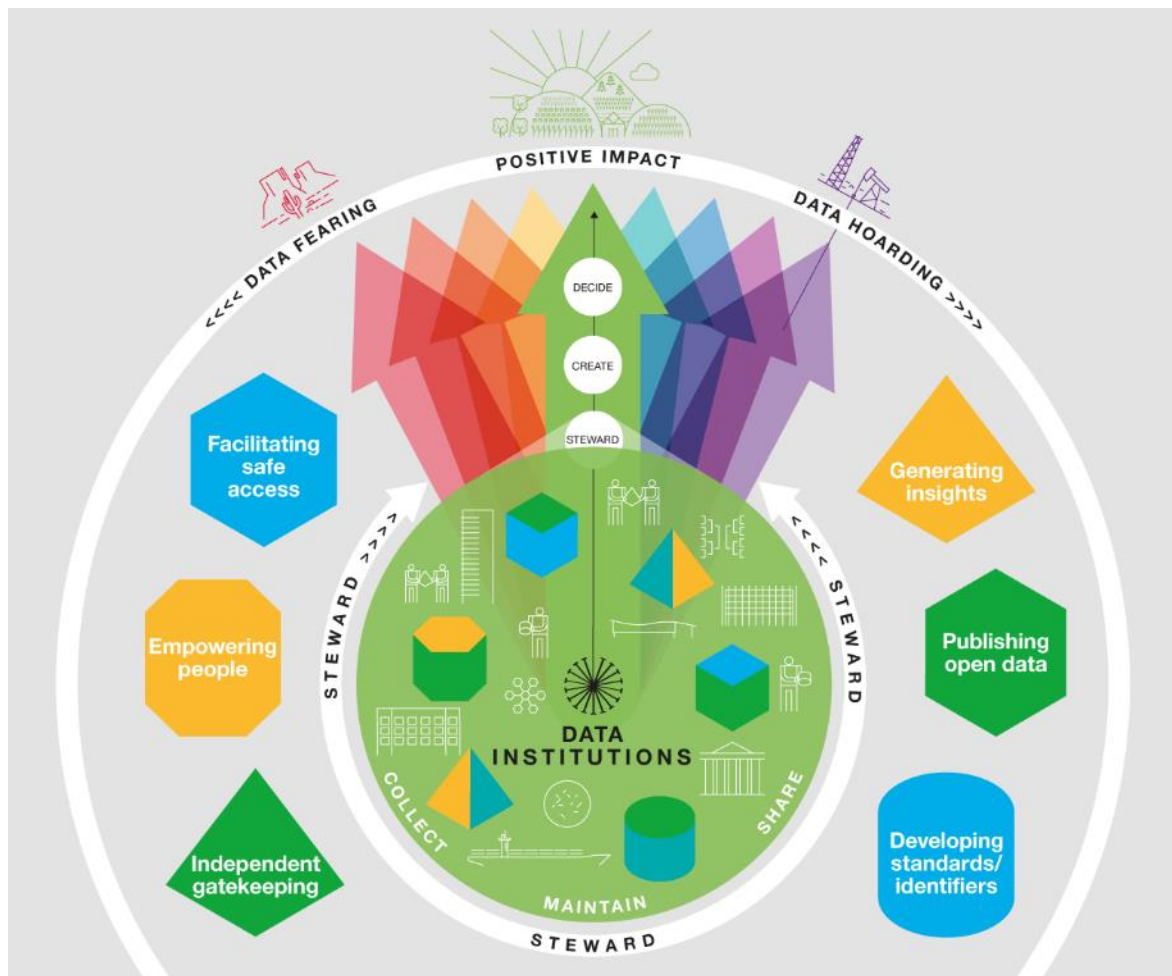 POSITIVE IMPACT
<<<< DATA FEARING
DATA HOARDING >>>>
DECIDE
CREATE
STEWARD
Facilitating
safe
access
Generating
insights
STEWARD >>>>
<<<< STEWARD
Empowering
people
Publishing
open data
DATA
INSTITUTIONS
COLLECT
SHARE
MAINTAIN
Independent
gatekeeping
Developing
standards/
identifiers
STEWARD